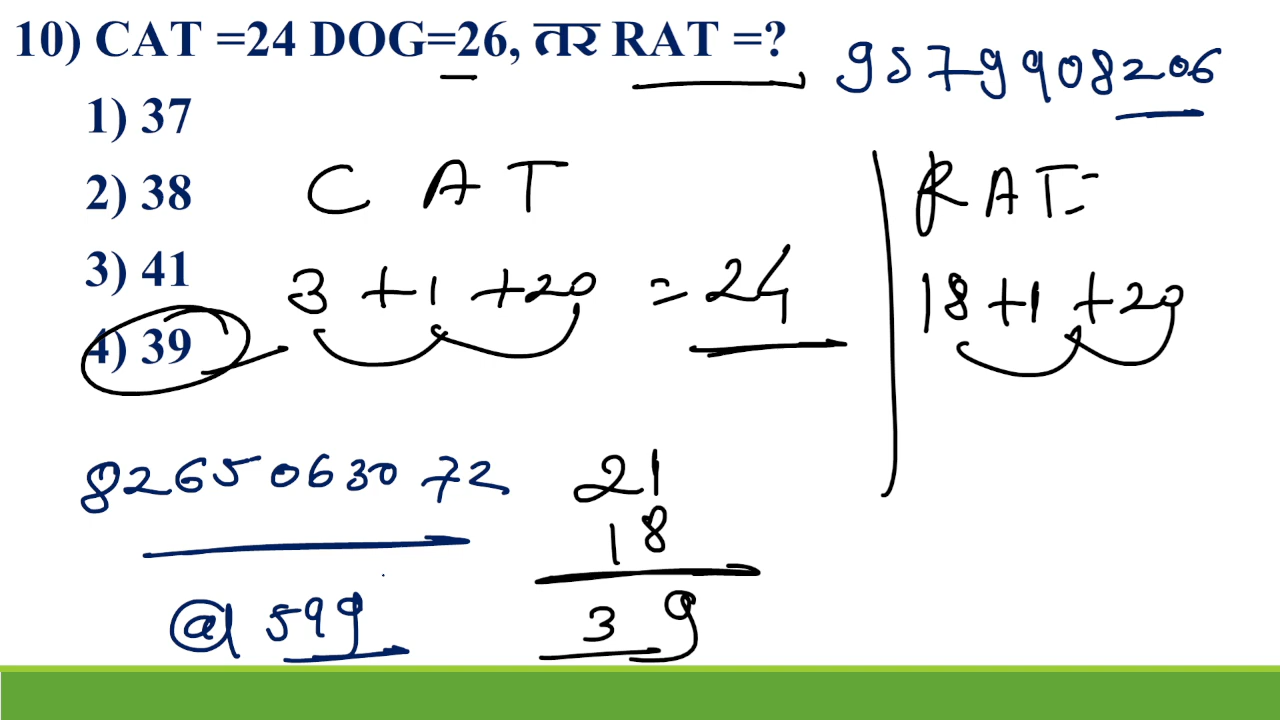 10) CAT =24 DOG=26, तर RAT =?
9579908206
1) 37
2) 38
3) 41
4) 39
C A T
3 +1 +20 = 24
RAT=
18+1 +20
8265063072
@ 599
21
18
39